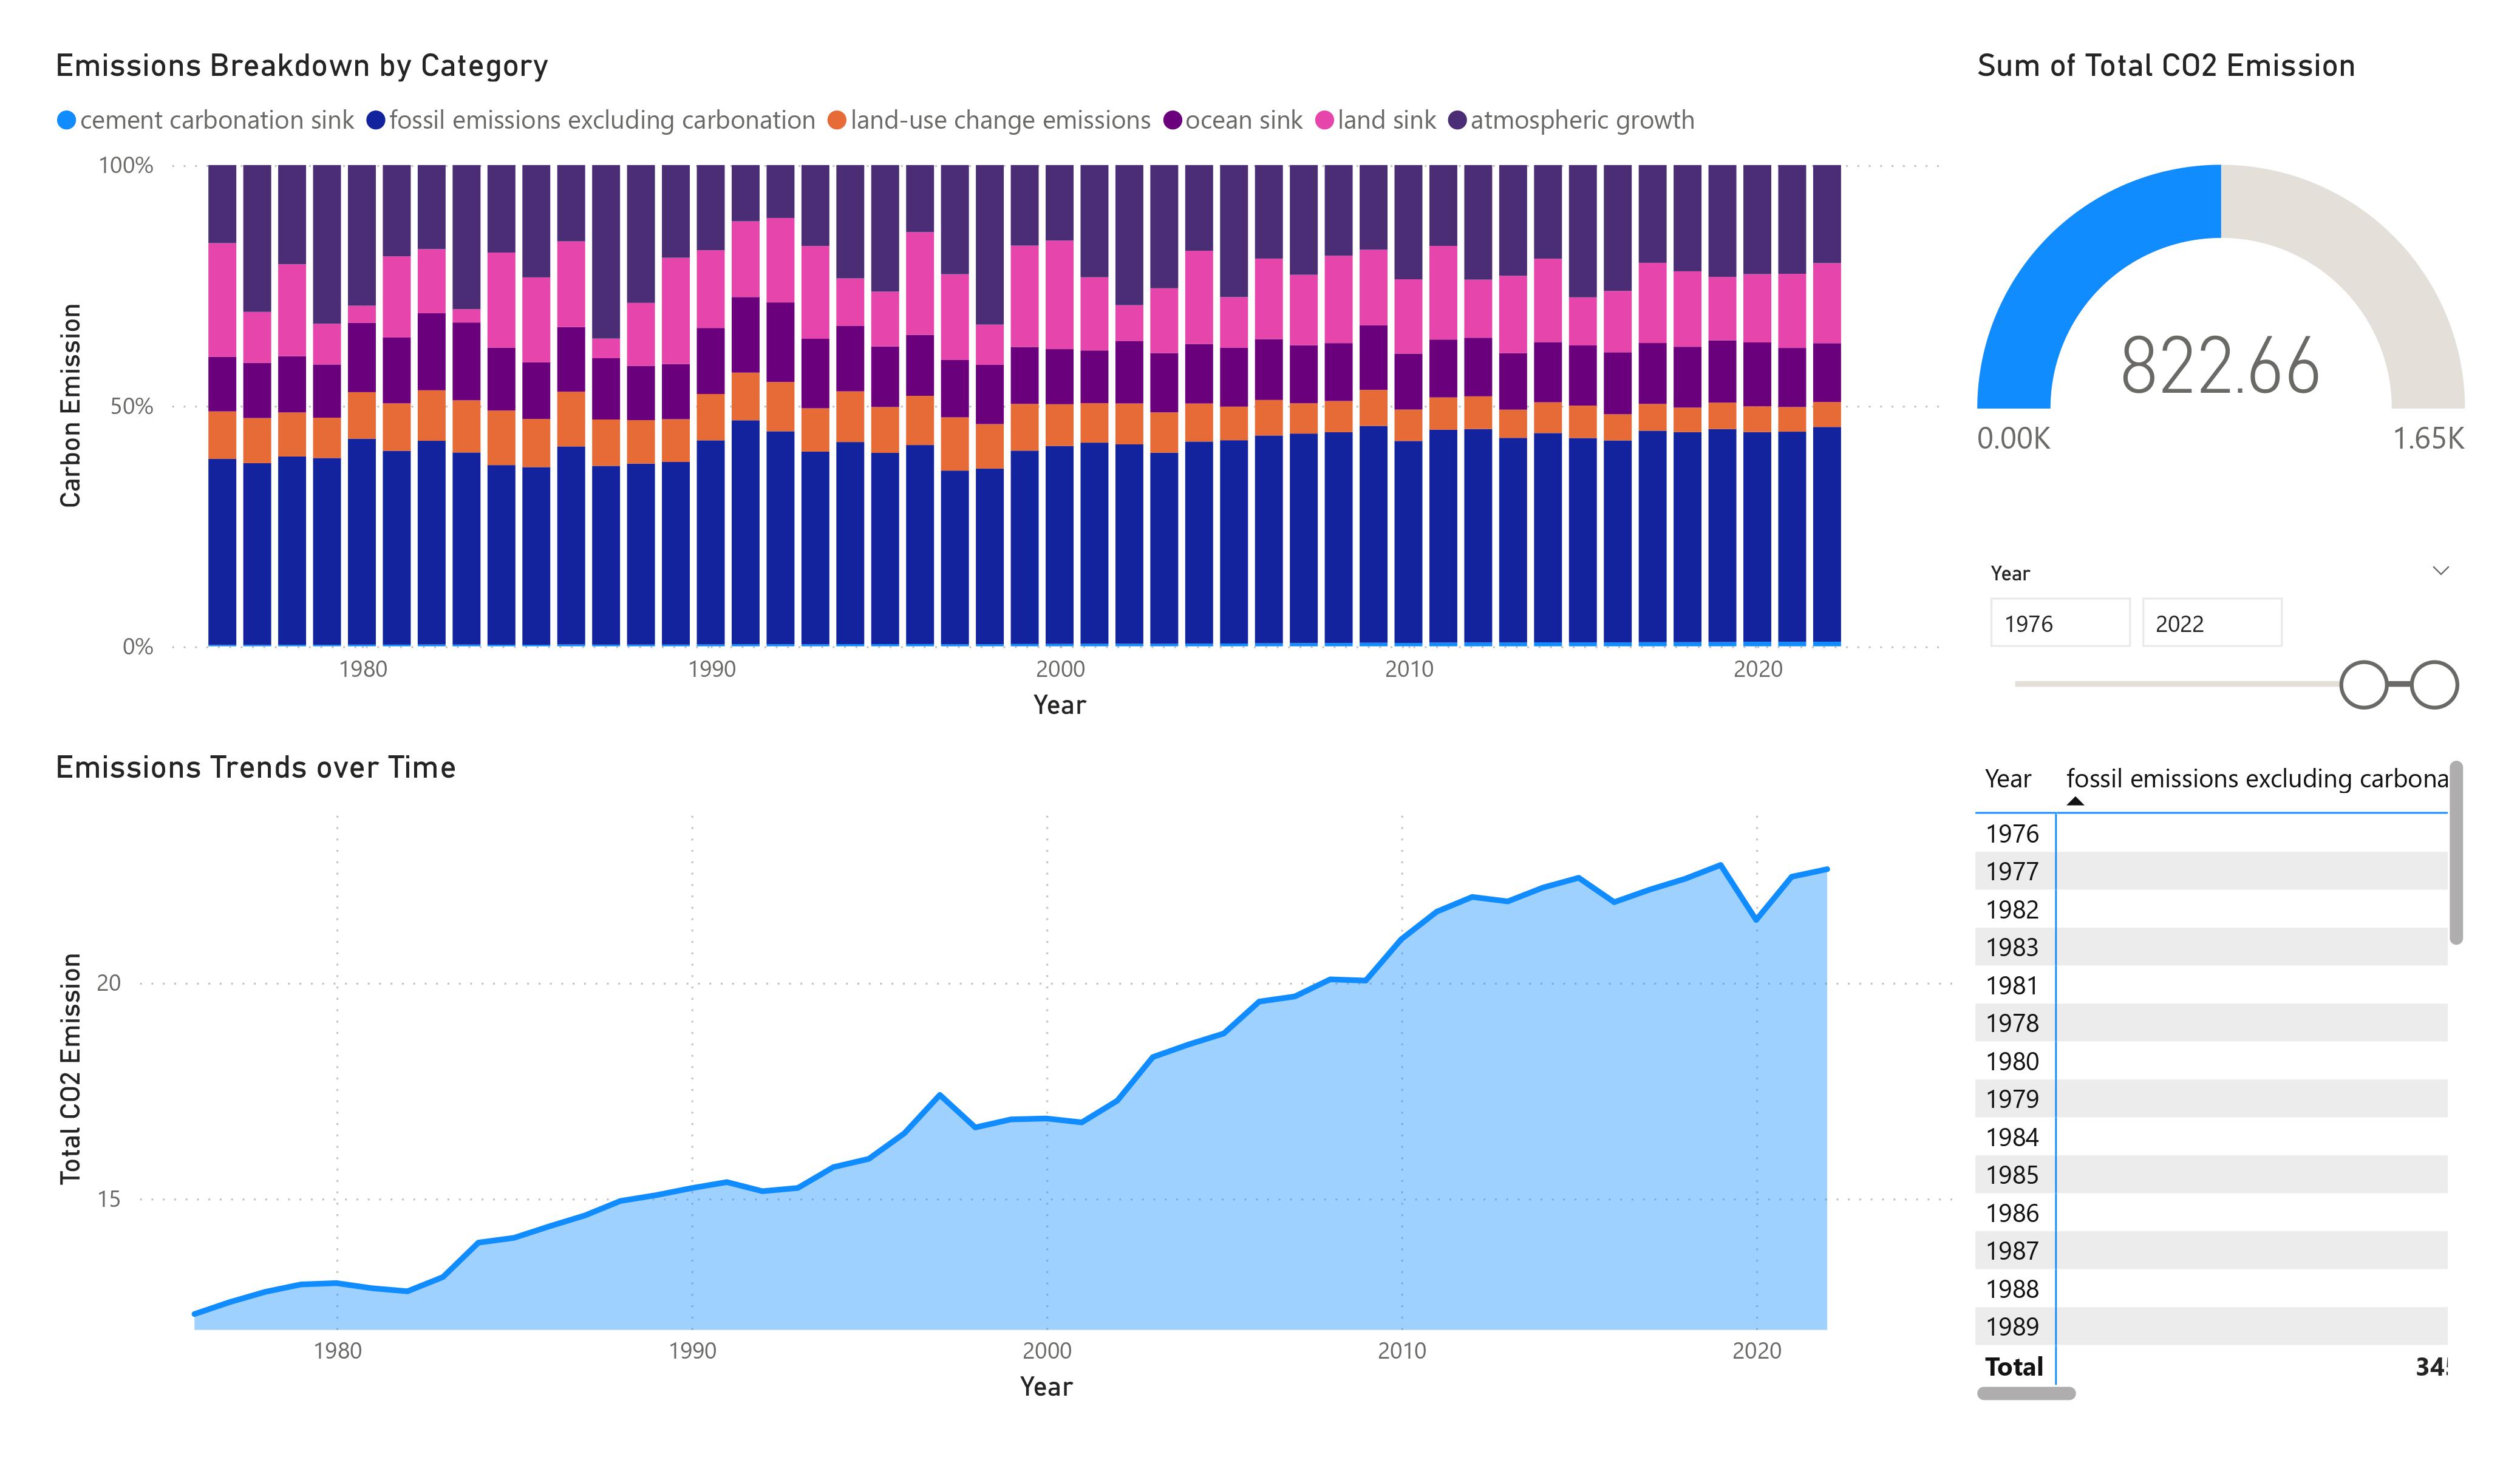 Emissions Breakdown by Category
cement carbonation sink fossil emissions excluding carbonation land-use change emissions ocean sink land sink atmospheric growth
100%
50%
0%
Carbon Emission
1980 1990 2000 2010 2020
Year
Sum of Total CO2 Emission
822.66
0.00K 1.65K
Year
1976 2022
Emissions Trends over Time
20
15
Total CO2 Emission
1980 1990 2000 2010 2020
Year
Year fossil emissions excluding carbona
1976
1977
1982
1983
1981
1978
1980
1979
1984
1985
1986
1987
1988
1989
Total 34